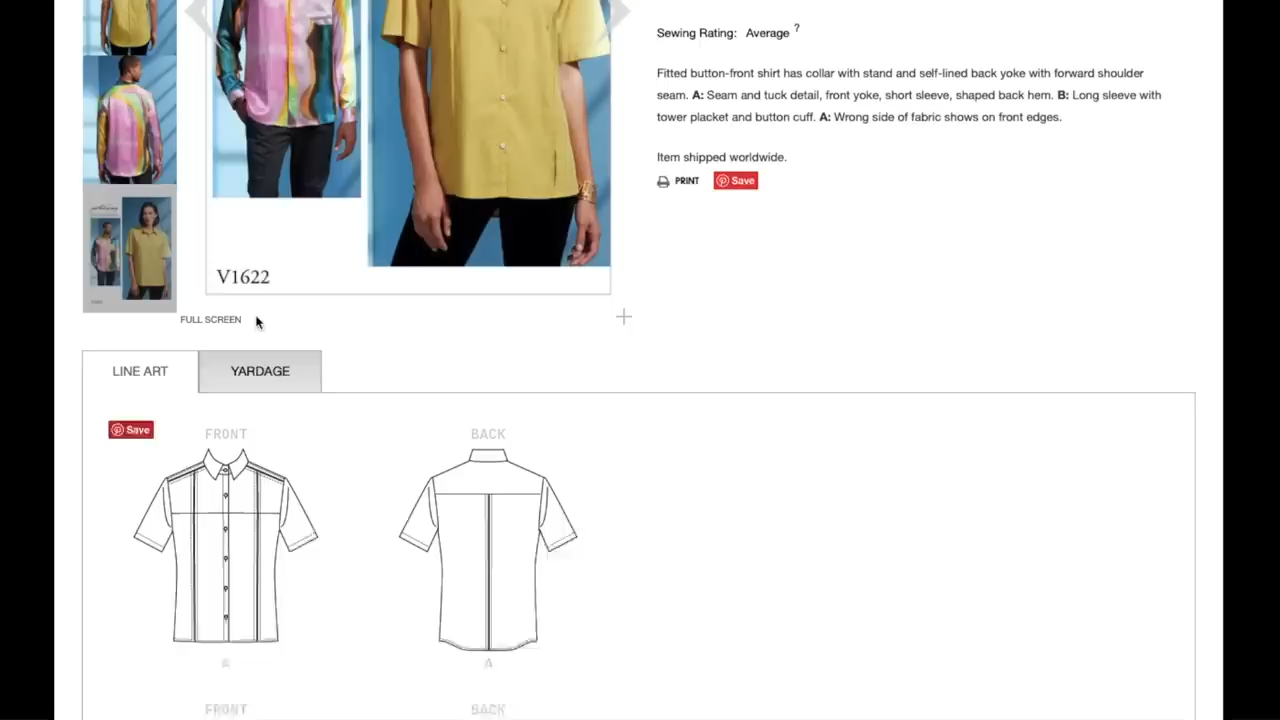 Sewing Rating: Average ?
Fitted button-front shirt has collar with stand and self-lined back yoke with forward shoulder
seam. A: Seam and tuck detail, front yoke, short sleeve, shaped back hem. B: Long sleeve with
tower placket and button cuff. A: Wrong side of fabric shows on front edges.
Item shipped worldwide.
PRINT Save
V1622
FULL SCREEN
LINE ART YARDAGE
Save
FRONT BACK
A A
FRONT BACK